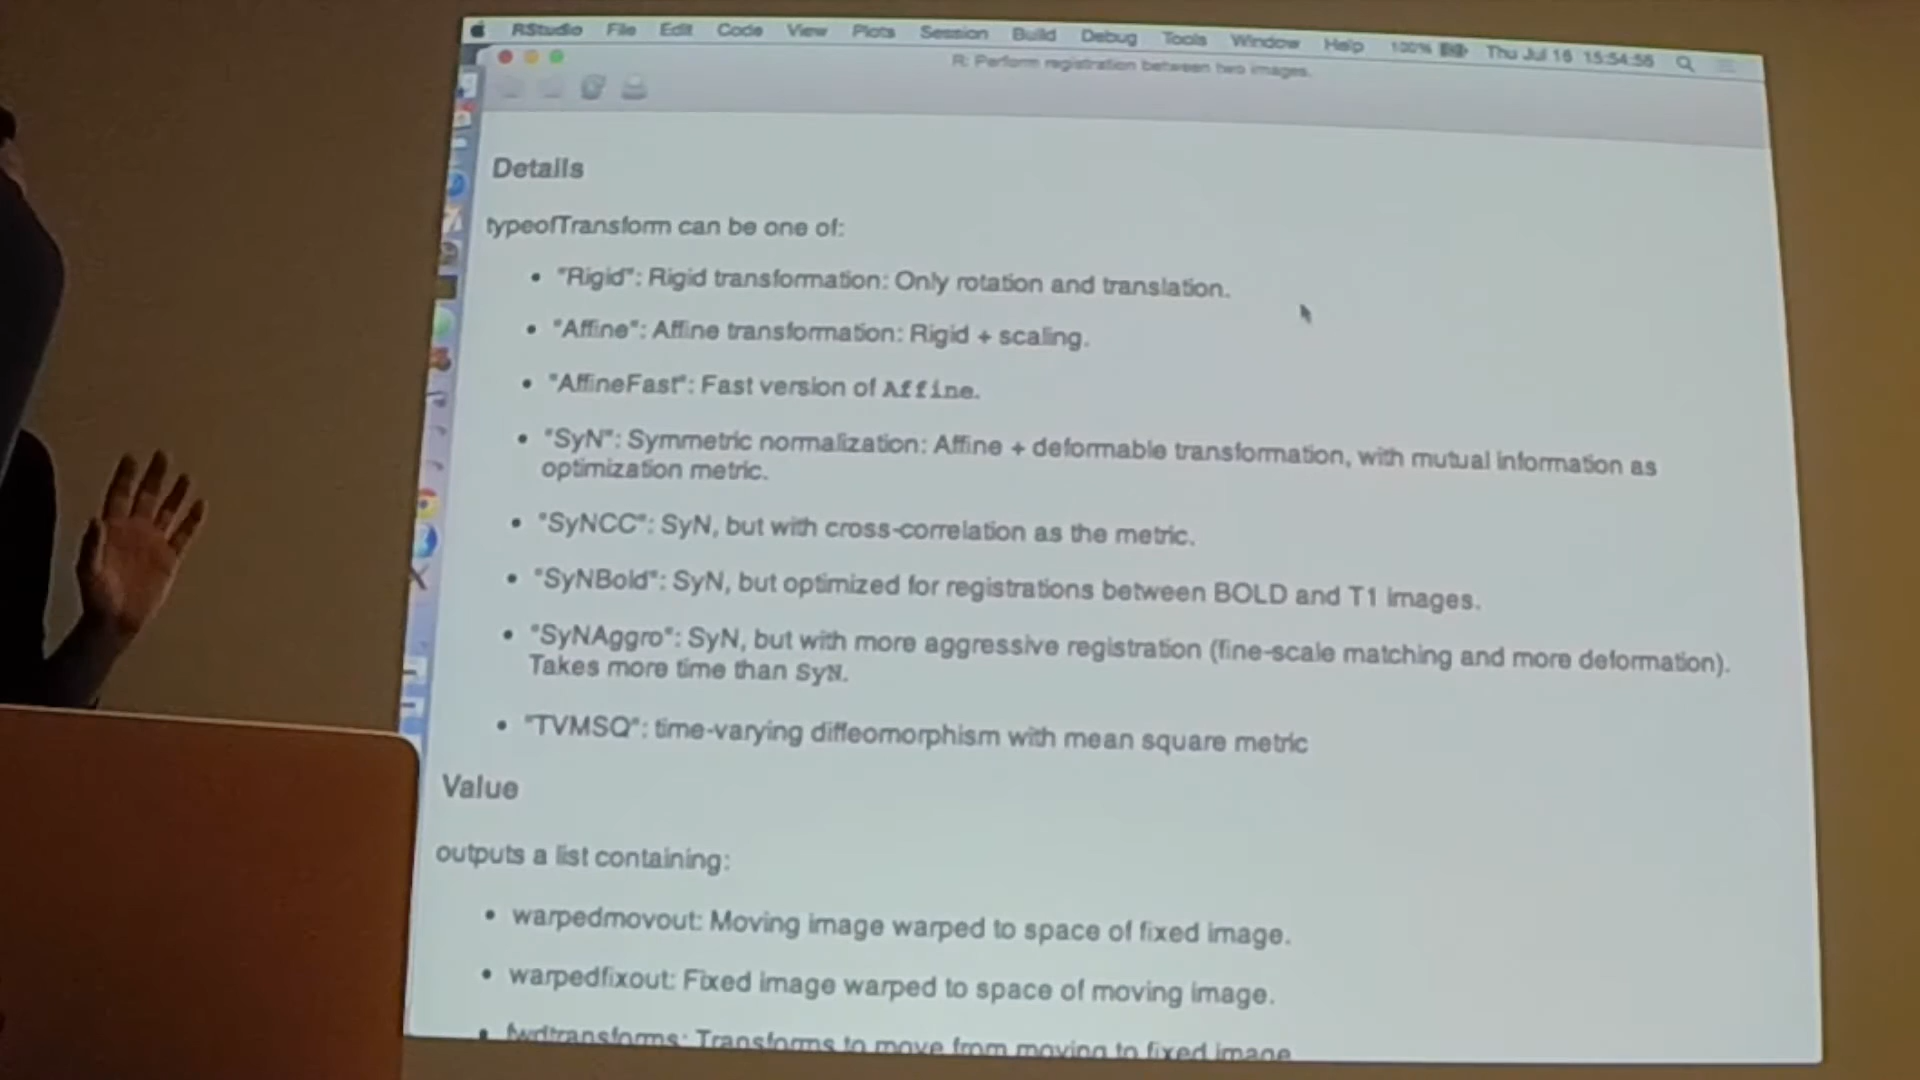 RStudio File Edit Code View Plots Session Build Debug Tools Window Help 100% Thu Jul 16 15:54:56
R: Perform registration between two images.
Details
typeofTransform can be one of:
• "Rigid": Rigid transformation: Only rotation and translation.
• "Affine": Affine transformation: Rigid + scaling.
• "AffineFast": Fast version of Affine.
• "SyN": Symmetric normalization: Affine + deformable transformation, with mutual information as
optimization metric.
• "SyNCC": SyN, but with cross-correlation as the metric.
• "SyNBold": SyN, but optimized for registrations between BOLD and T1 images.
• "SyNAggro": SyN, but with more aggressive registration (fine-scale matching and more deformation).
Takes more time than SyN.
• "TVMSQ": time-varying diffeomorphism with mean square metric
Value
outputs a list containing:
• warpedmovout: Moving image warped to space of fixed image.
• warpedfixout: Fixed image warped to space of moving image.
• fwdtransforms: Transforms to move from moving to fixed image